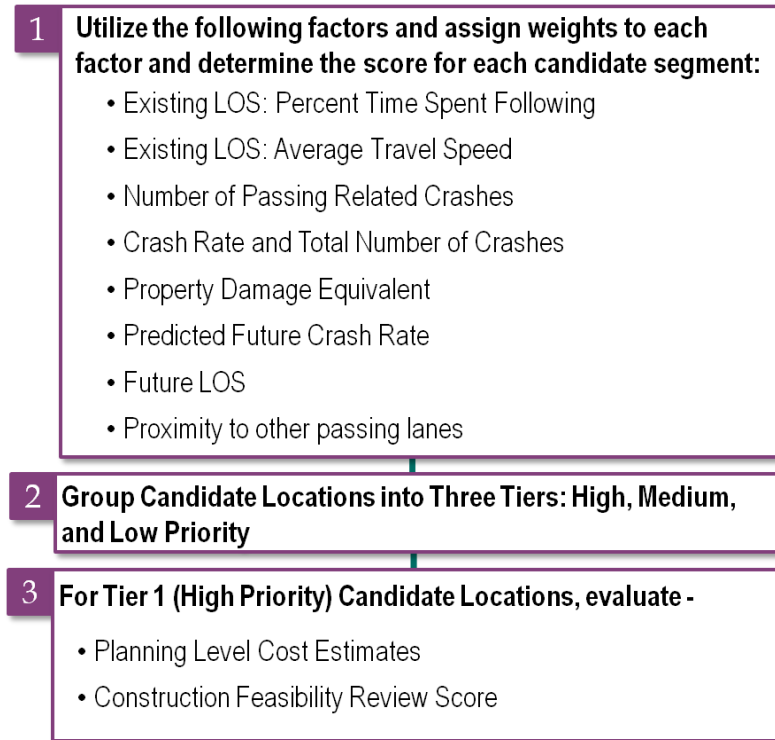 1
Utilize the following factors and assign weights to each
factor and determine the score for each candidate segment:
• Existing LOS: Percent Time Spent Following
• Existing LOS: Average Travel Speed
• Number of Passing Related Crashes
• Crash Rate and Total Number of Crashes
• Property Damage Equivalent
• Predicted Future Crash Rate
• Future LOS
• Proximity to other passing lanes
2
Group Candidate Locations into Three Tiers: High, Medium,
and Low Priority
3
For Tier 1 (High Priority) Candidate Locations, evaluate -
• Planning Level Cost Estimates
• Construction Feasibility Review Score